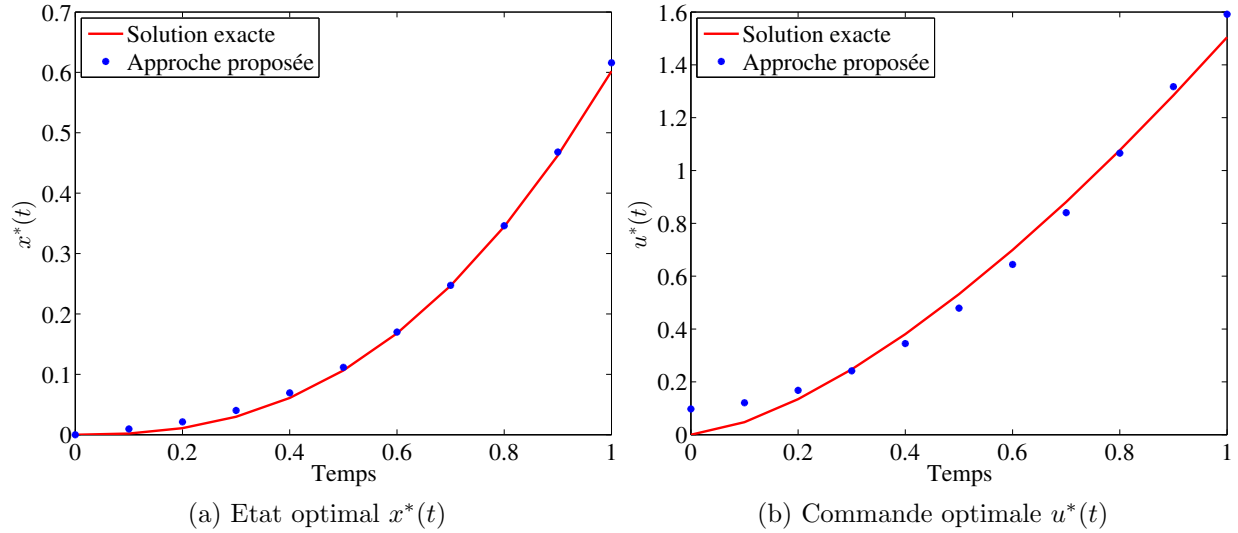 0.7
0.6
0.5
0.4
0.3
0.2
0.1
0
x*(t)
Solution exacte
Approche proposée
0 0.2 0.4 0.6 0.8 1
Temps
(a) Etat optimal x*(t)
1.6
1.4
1.2
1
0.8
0.6
0.4
0.2
0
u*(t)
Solution exacte
Approche proposée
0 0.2 0.4 0.6 0.8 1
Temps
(b) Commande optimale u*(t)